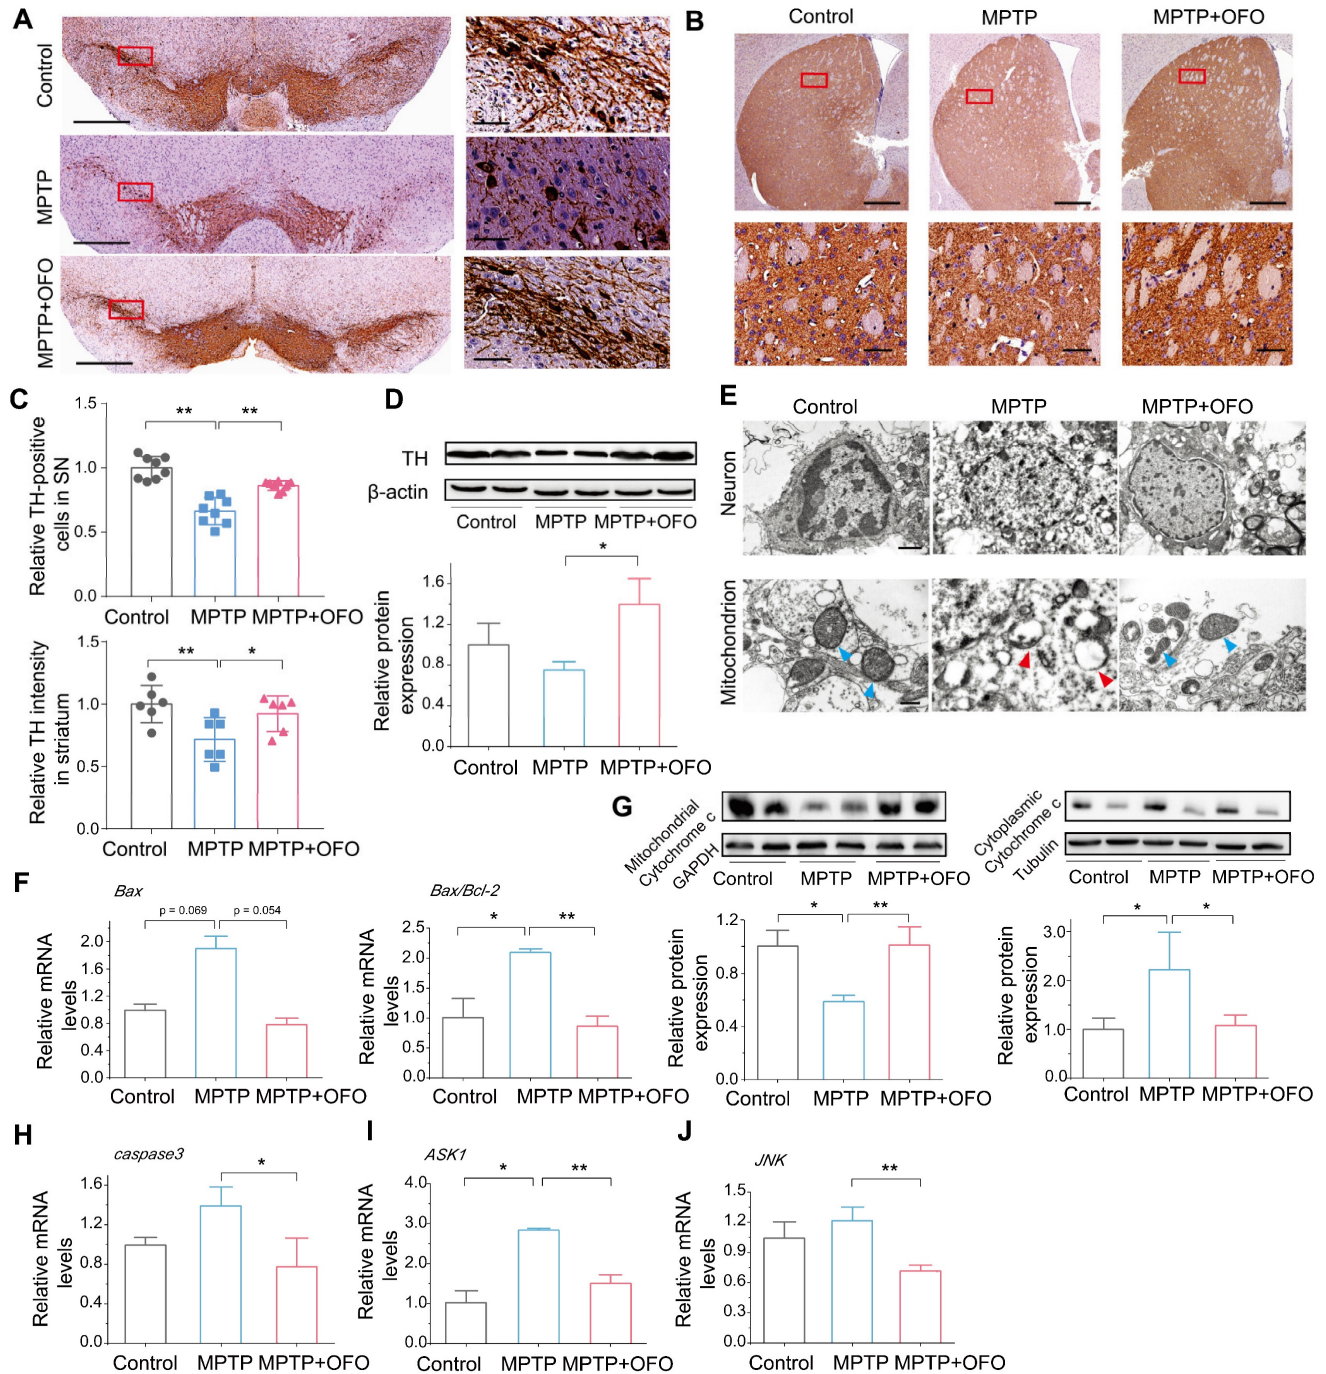 A
Control
MPTP
MPTP+OFO
B
Control
MPTP
MPTP+OFO
C
Relative TH-positive
cells in SN
1.5
1.0
0.5
0.0
**
**
Control
MPTP
MPTP+OFO
Relative TH intensity
in striatum
1.5
1.0
0.5
0.0
**
*
Control
MPTP
MPTP+OFO
D
TH
β-actin
Control
MPTP
MPTP+OFO
Relative protein
expression
1.6
1.2
0.8
0.4
0.0
*
Control
MPTP
MPTP+OFO
E
Control
MPTP
MPTP+OFO
Neuron
Mitochondrion
F
Bax
p = 0.069
p = 0.054
Relative mRNA
levels
2.0
1.6
1.2
0.8
0.4
0.0
Control
MPTP
MPTP+OFO
Bax/Bcl-2
*
**
Relative mRNA
levels
2.5
2.0
1.5
1.0
0.5
0.0
Control
MPTP
MPTP+OFO
G
Mitochondrial
Cytochrome c
GAPDH
Control
MPTP
MPTP+OFO
Relative protein
expression
1.2
0.8
0.4
0.0
*
**
Control
MPTP
MPTP+OFO
Cytoplasmic
Cytochrome c
Tubulin
Control
MPTP
MPTP+OFO
Relative protein
expression
3.0
2.0
1.0
0.0
*
*
Control
MPTP
MPTP+OFO
H
caspase3
*
Relative mRNA
levels
1.6
1.2
0.8
0.4
0.0
Control
MPTP
MPTP+OFO
I
ASK1
*
**
Relative mRNA
levels
4.0
3.0
2.0
1.0
0.0
Control
MPTP
MPTP+OFO
J
JNK
**
Relative mRNA
levels
1.5
1.2
0.9
0.6
0.3
0.0
Control
MPTP
MPTP+OFO